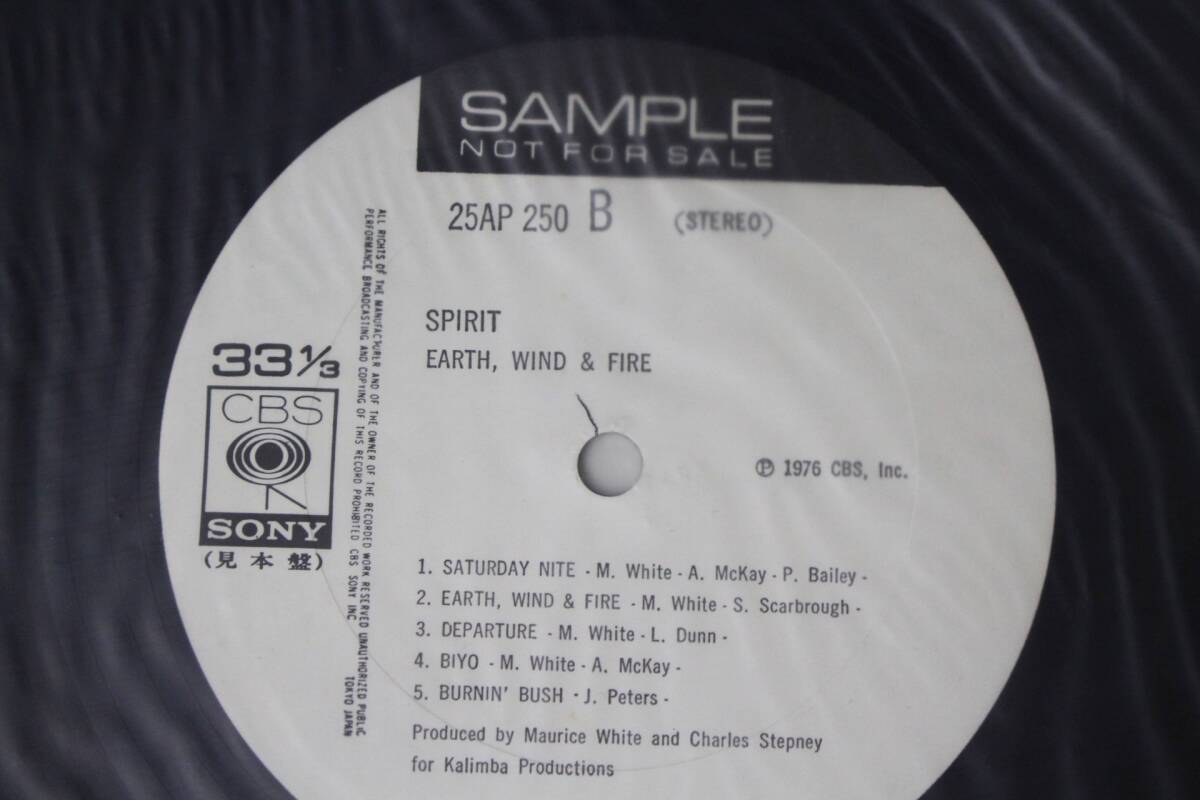 SAMPLE
NOT FOR SALE
25AP 250 B (STEREO)
SPIRIT
EARTH, WIND & FIRE
33⅓
CBS
SONY
(見本盤)
℗ 1976 CBS, Inc.
1. SATURDAY NITE - M. White - A. McKay - P. Bailey -
2. EARTH, WIND & FIRE - M. White - S. Scarbrough -
3. DEPARTURE - M. White - L. Dunn -
4. BIYO - M. White - A. McKay -
5. BURNIN' BUSH - J. Peters -
Produced by Maurice White and Charles Stepney
for Kalimba Productions
ALL RIGHTS OF THE MANUFACTURER AND OF THE OWNER OF THE RECORDED WORK RESERVED UNAUTHORIZED PUBLIC
PERFORMANCE BROADCASTING AND COPYING OF THIS RECORD PROHIBITED CBS SONY INC TOKYO JAPAN